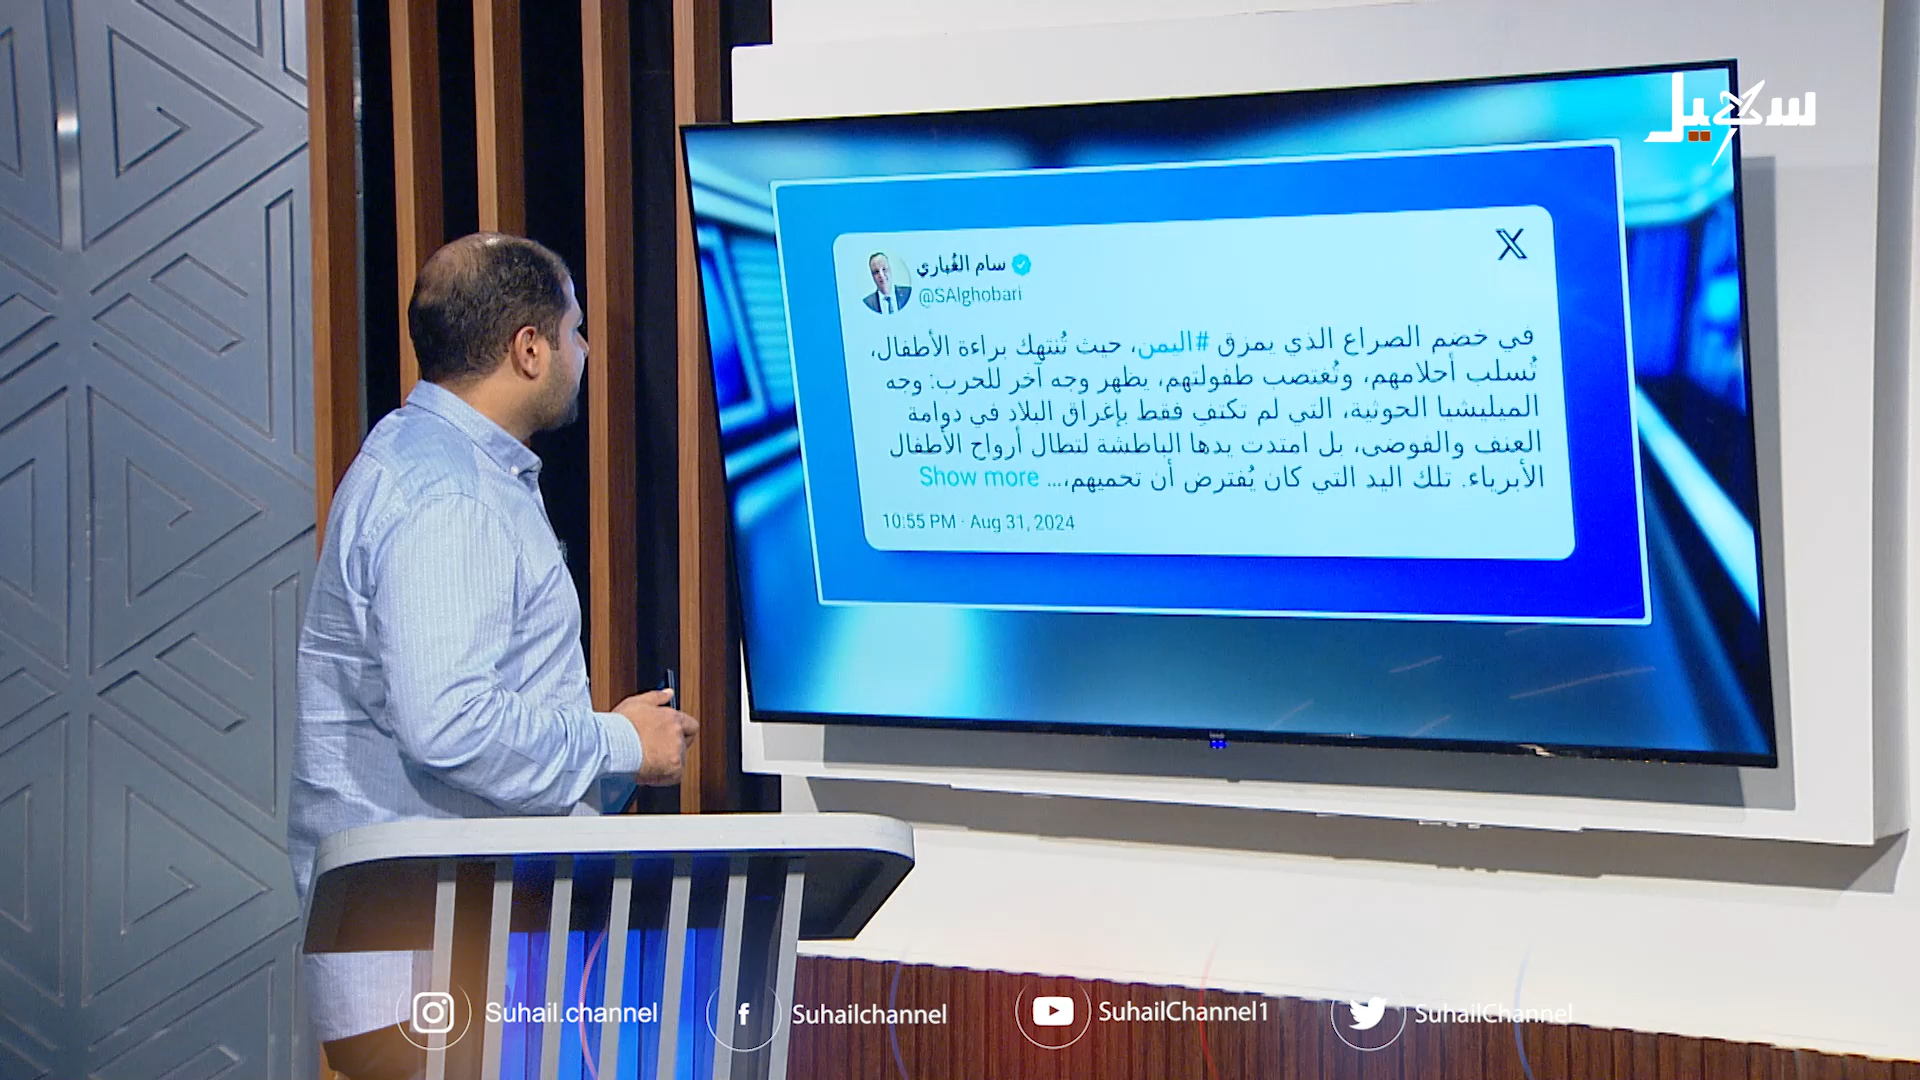 سهيل
سام الغُباري
@SAlghobari
في خضم الصراع الذي يمزق #اليمن، حيث تُنتهك براءة الأطفال،
تُسلب أحلامهم، وتُغتصب طفولتهم، يظهر وجه آخر للحرب: وجه
الميليشيا الحوثية، التي لم تكتفِ فقط بإغراق البلاد في دوامة
العنف والفوضى، بل امتدت يدها الباطشة لتطال أرواح الأطفال
الأبرياء. تلك اليد التي كان يُفترض أن تحميهم،... Show more
10:55 PM · Aug 31, 2024
Suhail.channel
Suhailchannel
SuhailChannel1
SuhailChannel